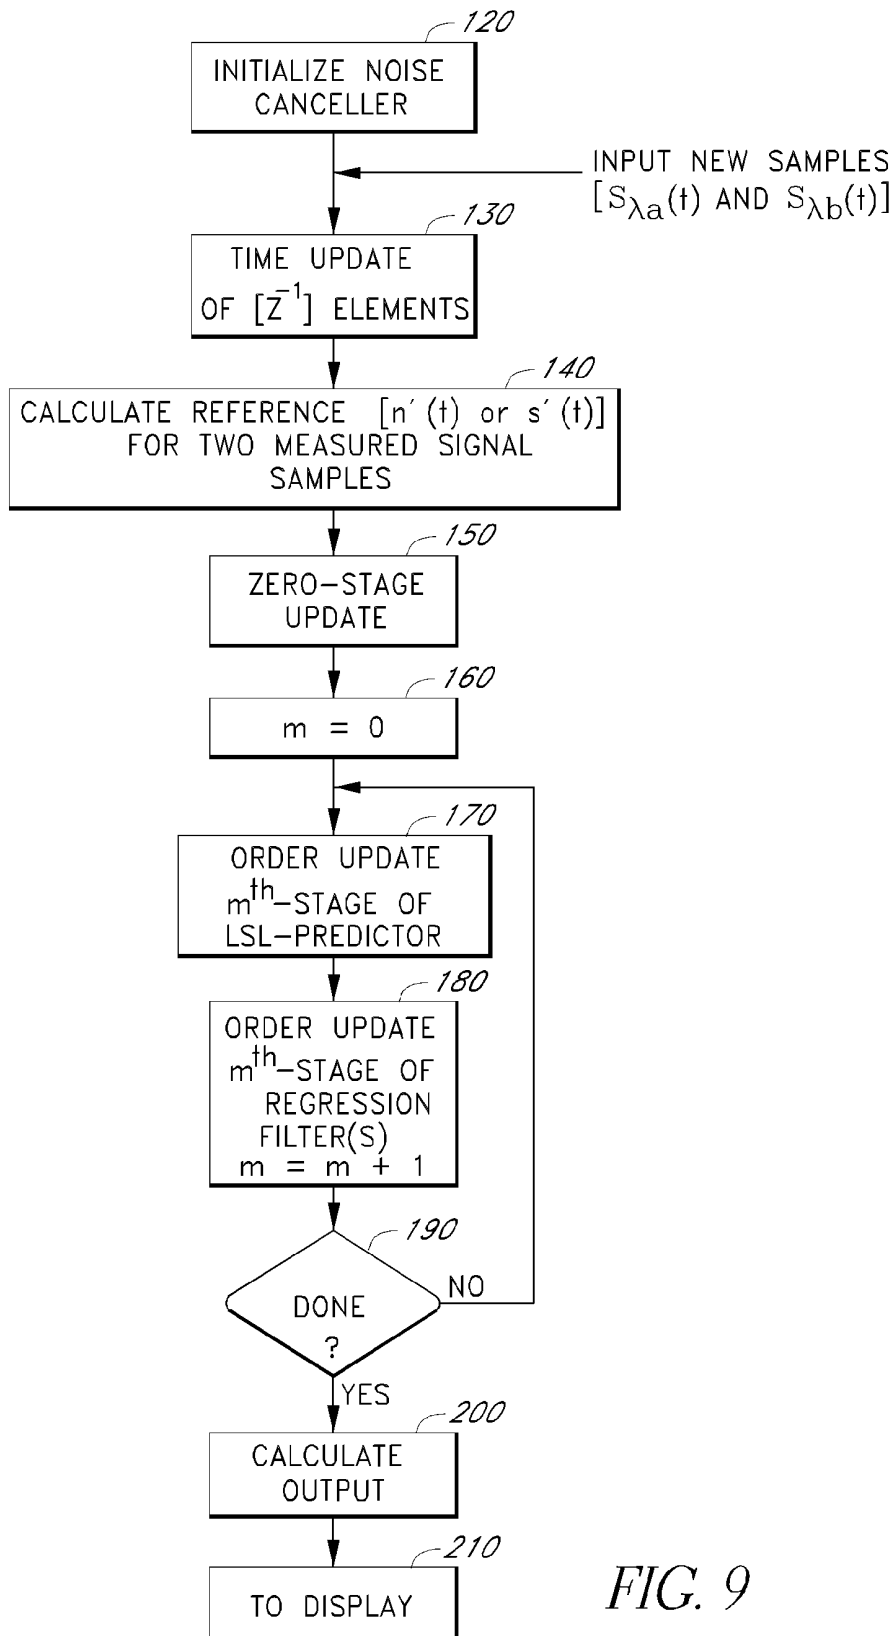 120
INITIALIZE NOISE
CANCELLER
INPUT NEW SAMPLES
[Sλa(t) AND Sλb(t)]
130
TIME UPDATE
OF [Z⁻¹] ELEMENTS
140
CALCULATE REFERENCE [n′(t) or s′(t)]
FOR TWO MEASURED SIGNAL
SAMPLES
150
ZERO-STAGE
UPDATE
160
m = 0
170
ORDER UPDATE
mth-STAGE OF
LSL-PREDICTOR
180
ORDER UPDATE
mth-STAGE OF
REGRESSION
FILTER(S)
m = m + 1
190
DONE
?
NO
YES
200
CALCULATE
OUTPUT
210
TO DISPLAY
FIG. 9